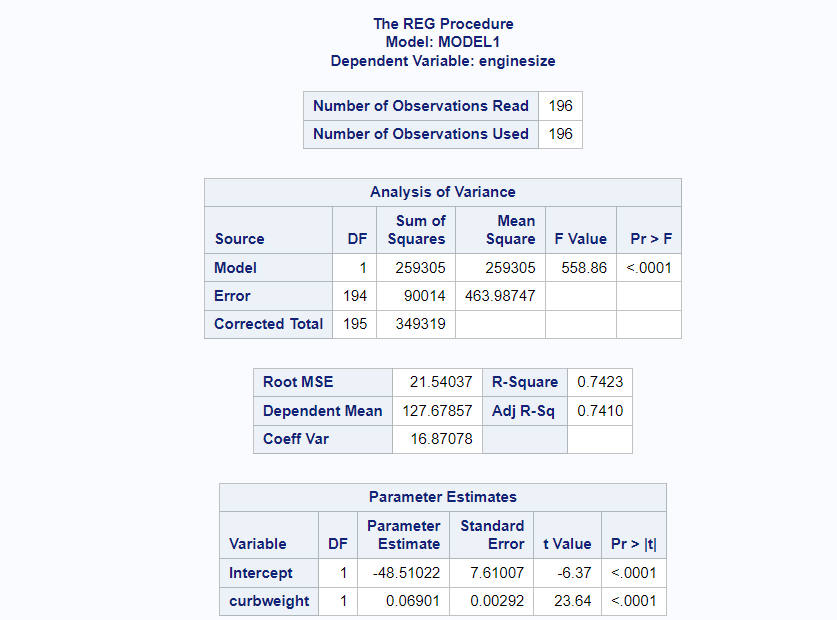 The REG Procedure
Model: MODEL1
Dependent Variable: enginesize
Number of Observations Read 196
Number of Observations Used 196
Analysis of Variance
Source DF Sum of Squares Mean Square F Value Pr > F
Model 1 259305 259305 558.86 <.0001
Error 194 90014 463.98747
Corrected Total 195 349319
Root MSE 21.54037 R-Square 0.7423
Dependent Mean 127.67857 Adj R-Sq 0.7410
Coeff Var 16.87078
Parameter Estimates
Variable DF Parameter Estimate Standard Error t Value Pr > |t|
Intercept 1 -48.51022 7.61007 -6.37 <.0001
curbweight 1 0.06901 0.00292 23.64 <.0001